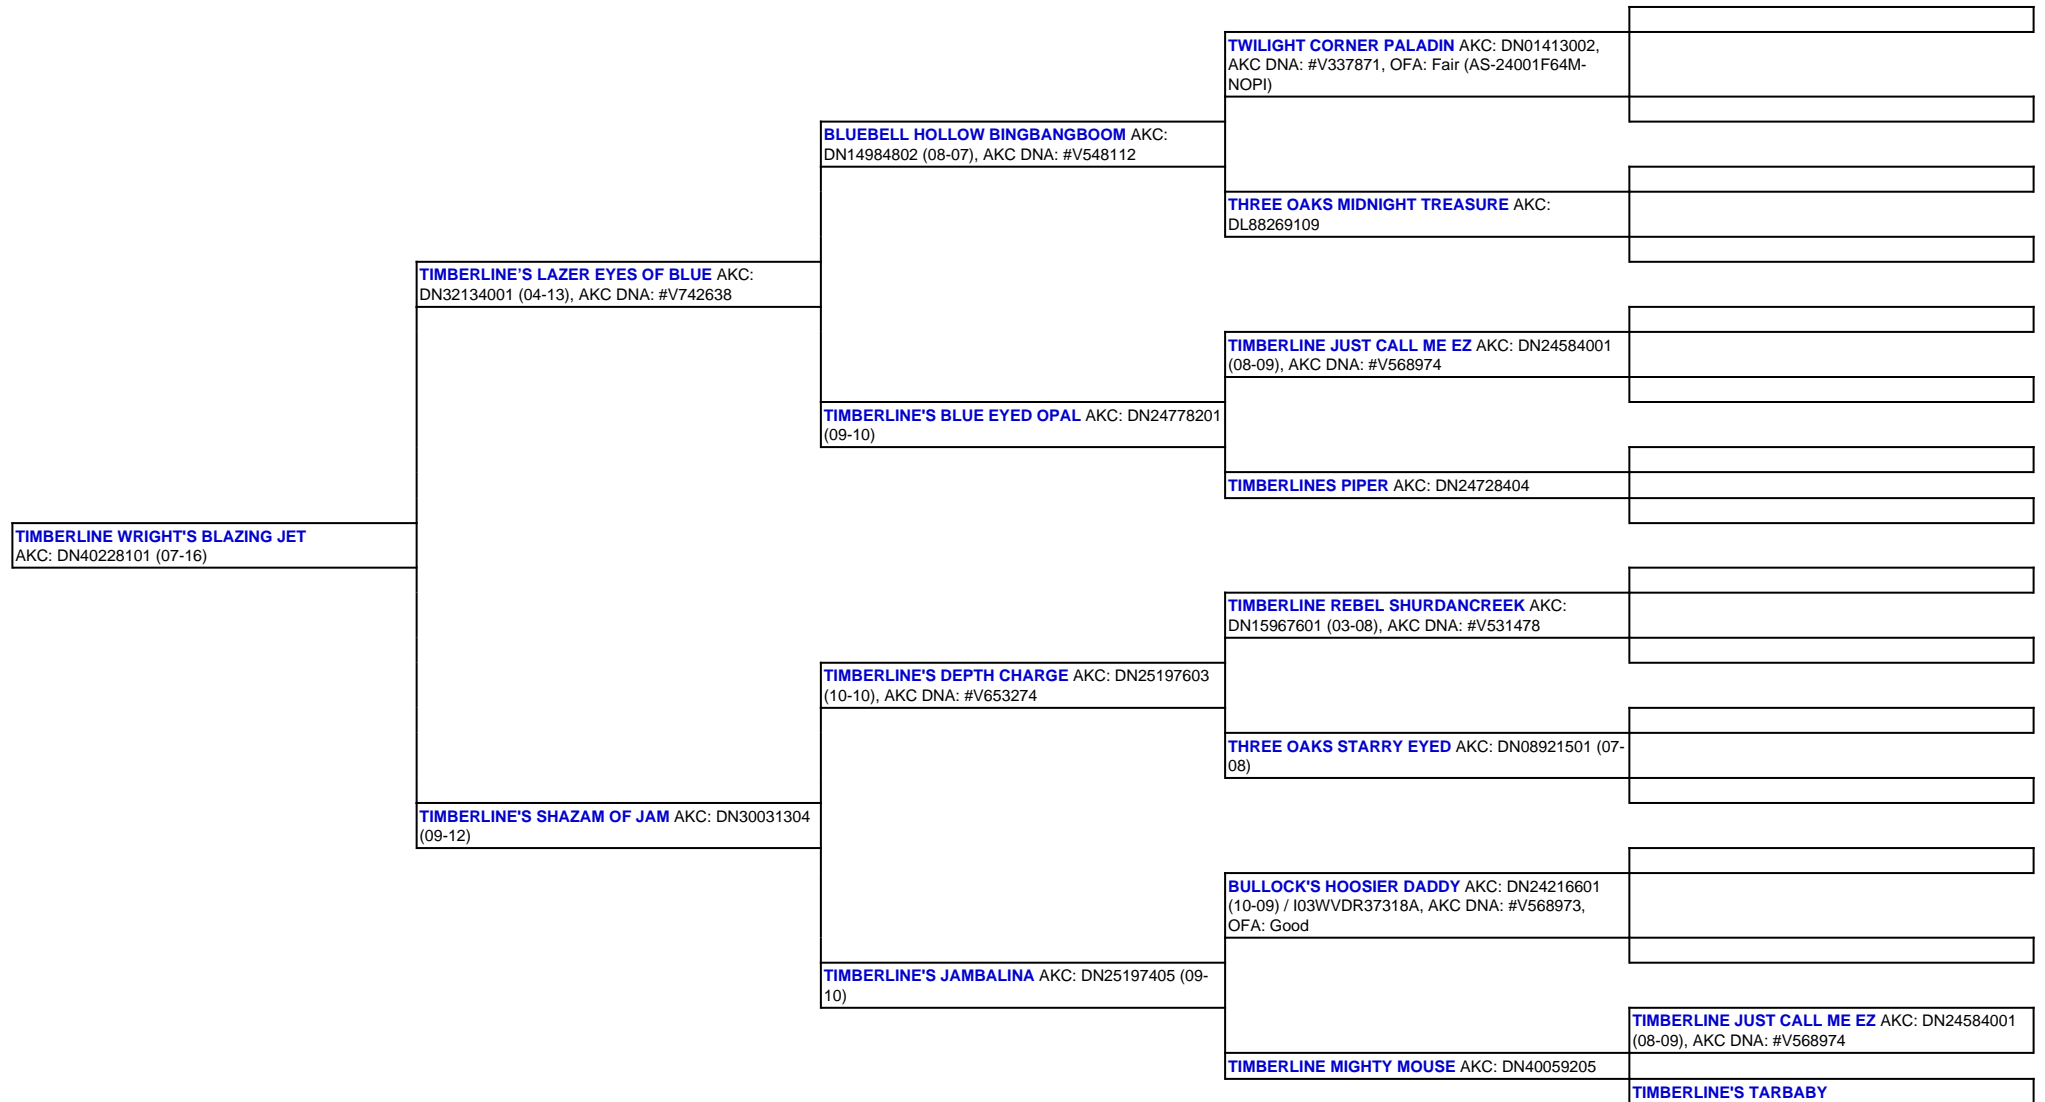 TWILIGHT CORNER PALADIN AKC: DN01413002,
AKC DNA: #V337871, OFA: Fair (AS-24001F64M-
NOPI)
BLUEBELL HOLLOW BINGBANGBOOM AKC:
DN14984802 (08-07), AKC DNA: #V548112
THREE OAKS MIDNIGHT TREASURE AKC:
DL88269109
TIMBERLINE’S LAZER EYES OF BLUE AKC:
DN32134001 (04-13), AKC DNA: #V742638
TIMBERLINE JUST CALL ME EZ AKC: DN24584001
(08-09), AKC DNA: #V568974
TIMBERLINE'S BLUE EYED OPAL AKC: DN24778201
(09-10)
TIMBERLINES PIPER AKC: DN24728404
TIMBERLINE WRIGHT'S BLAZING JET
AKC: DN40228101 (07-16)
TIMBERLINE REBEL SHURDANCREEK AKC:
DN15967601 (03-08), AKC DNA: #V531478
TIMBERLINE'S DEPTH CHARGE AKC: DN25197603
(10-10), AKC DNA: #V653274
THREE OAKS STARRY EYED AKC: DN08921501 (07-
08)
TIMBERLINE'S SHAZAM OF JAM AKC: DN30031304
(09-12)
BULLOCK'S HOOSIER DADDY AKC: DN24216601
(10-09) / I03WVDR37318A, AKC DNA: #V568973,
OFA: Good
TIMBERLINE'S JAMBALINA AKC: DN25197405 (09-
10)
TIMBERLINE JUST CALL ME EZ AKC: DN24584001
(08-09), AKC DNA: #V568974
TIMBERLINE MIGHTY MOUSE AKC: DN40059205
TIMBERLINE'S TARBABY